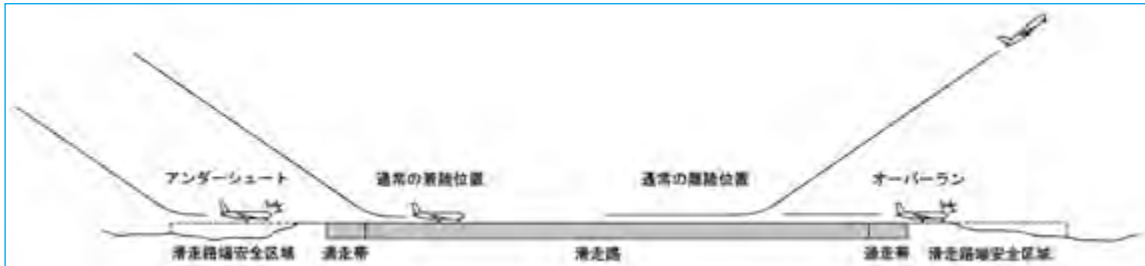 アンダーシュート
通常の着陸位置
通常の離陸位置
オーバーラン
滑走路端安全区域
過走帯
滑走路
過走帯
滑走路端安全区域